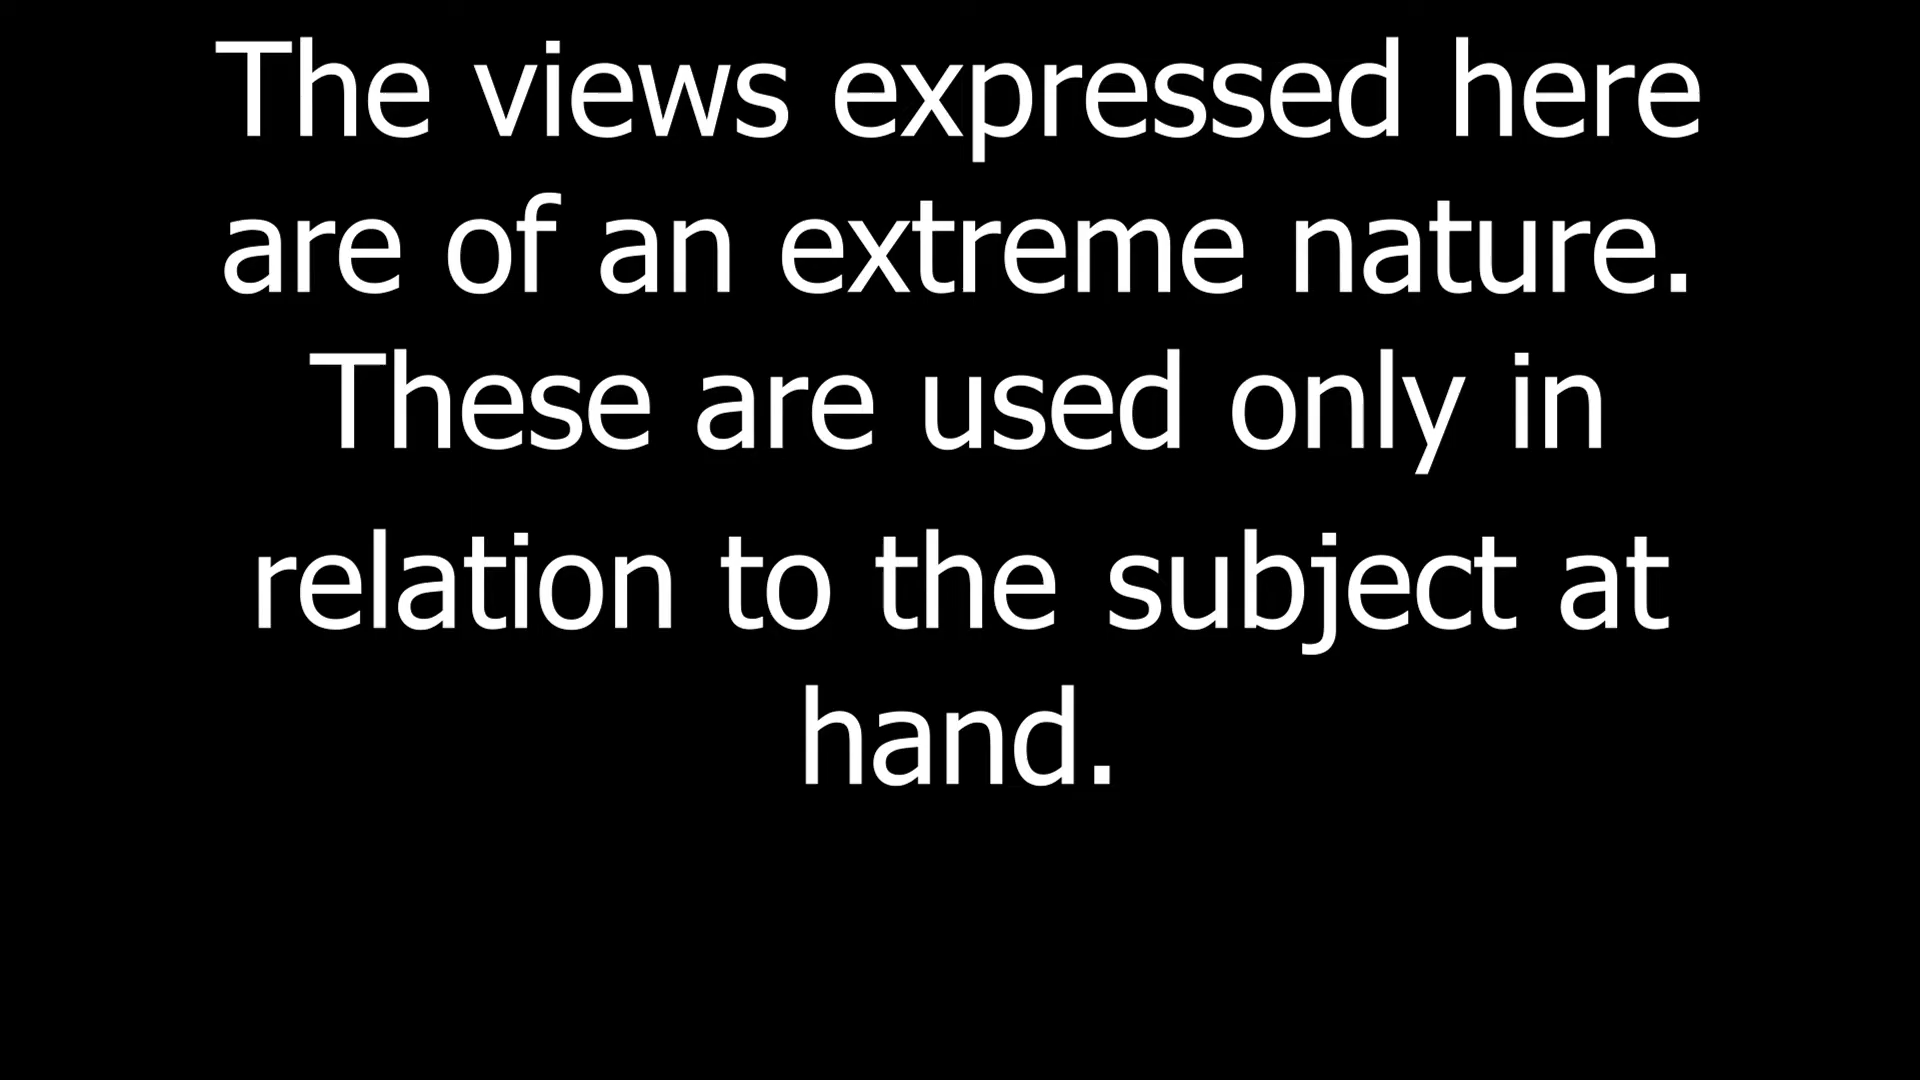 The views expressed here
are of an extreme nature.
These are used only in
relation to the subject at
hand.